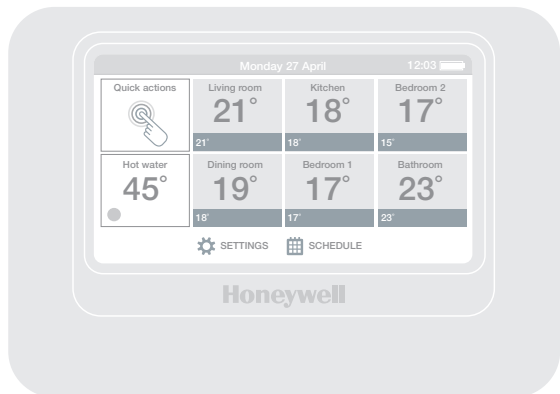 Monday 27 April 12:03
Quick actions
Living room
21°
21°
Kitchen
18°
18°
Bedroom 2
17°
15°
Hot water
45°
Dining room
19°
18°
Bedroom 1
17°
17°
Bathroom
23°
23°
SETTINGS SCHEDULE
Honeywell